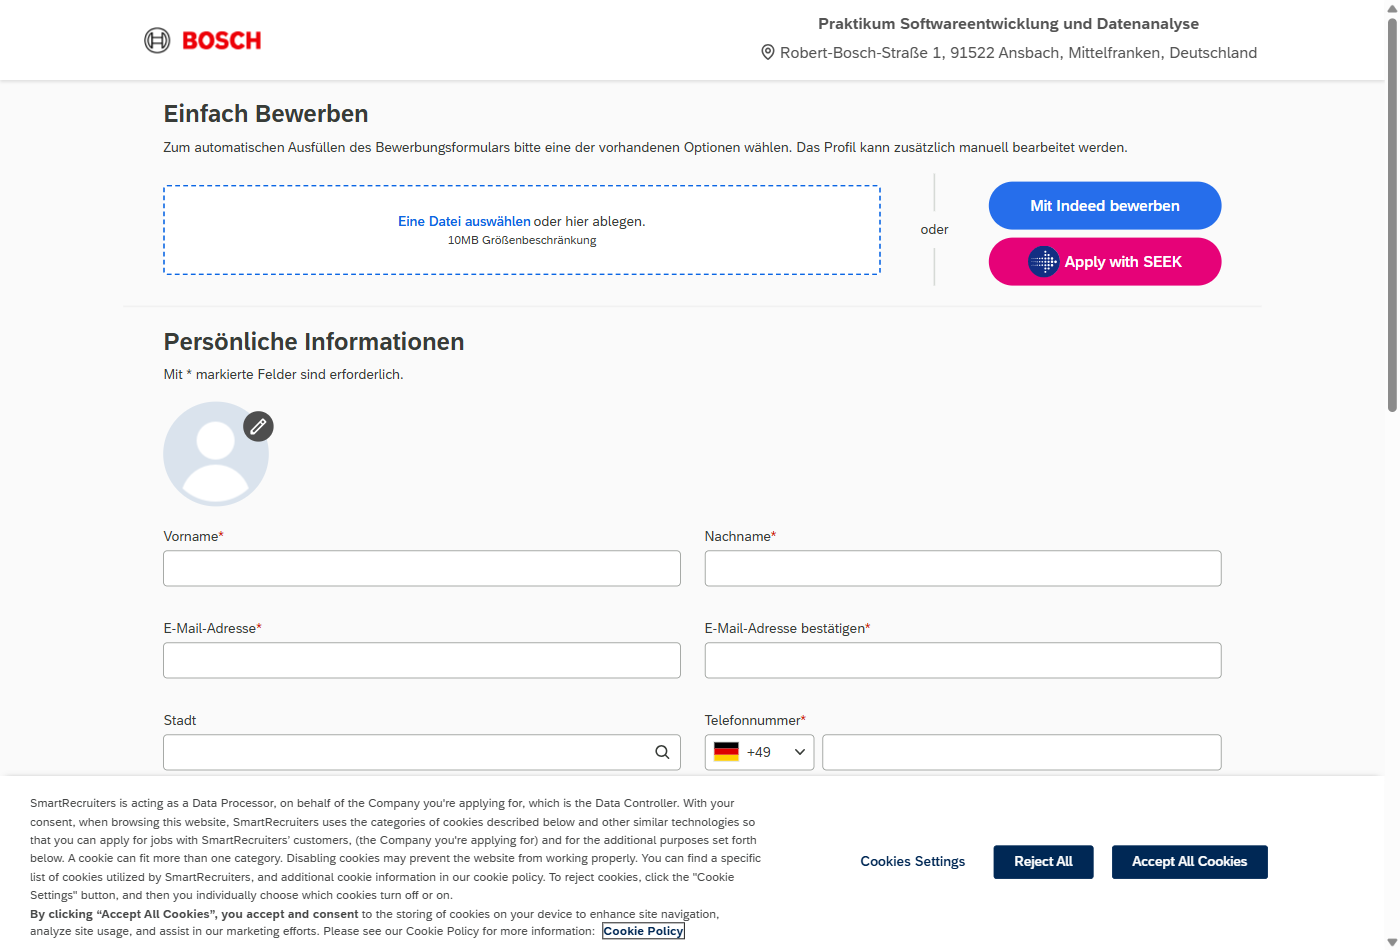 BOSCH
Praktikum Softwareentwicklung und Datenanalyse
Robert-Bosch-Straße 1, 91522 Ansbach, Mittelfranken, Deutschland
Einfach Bewerben
Zum automatischen Ausfüllen des Bewerbungsformulars bitte eine der vorhandenen Optionen wählen. Das Profil kann zusätzlich manuell bearbeitet werden.
Eine Datei auswählen oder hier ablegen.
10MB Größenbeschränkung
oder
Mit Indeed bewerben
Apply with SEEK
Persönliche Informationen
Mit * markierte Felder sind erforderlich.
Vorname*
Nachname*
E-Mail-Adresse*
E-Mail-Adresse bestätigen*
Stadt
Telefonnummer*
+49
SmartRecruiters is acting as a Data Processor, on behalf of the Company you're applying for, which is the Data Controller. With your
consent, when browsing this website, SmartRecruiters uses the categories of cookies described below and other similar technologies so
that you can apply for jobs with SmartRecruiters’ customers, (the Company you're applying for) and for the additional purposes set forth
below. A cookie can fit more than one category. Disabling cookies may prevent the website from working properly. You can find a specific
list of cookies utilized by SmartRecruiters, and additional cookie information in our cookie policy. To reject cookies, click the "Cookie
Settings" button, and then you individually choose which cookies turn off or on.
By clicking “Accept All Cookies”, you accept and consent to the storing of cookies on your device to enhance site navigation,
analyze site usage, and assist in our marketing efforts. Please see our Cookie Policy for more information: Cookie Policy
Cookies Settings
Reject All
Accept All Cookies